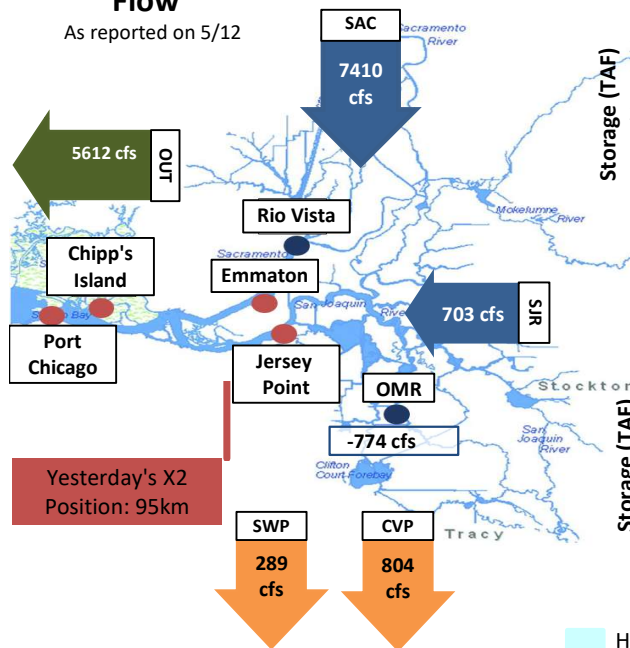 Flow
As reported on 5/12
SAC
Sacramento
River
7410
cfs
Storage (TAF)
5612 cfs
OUT
Rio Vista
Mokelumne
River
Chipp's
Island
Sacramento
Emmaton
San Joaquin
River
703 cfs
SJR
Port
Chicago
Jersey
Point
OMR
Stockton
-774 cfs
San
Joaquin
River
Storage (TAF)
Clifton
Court Forebay
Yesterday's X2
Position: 95km
SWP
CVP
Tracy
289
cfs
804
cfs
H